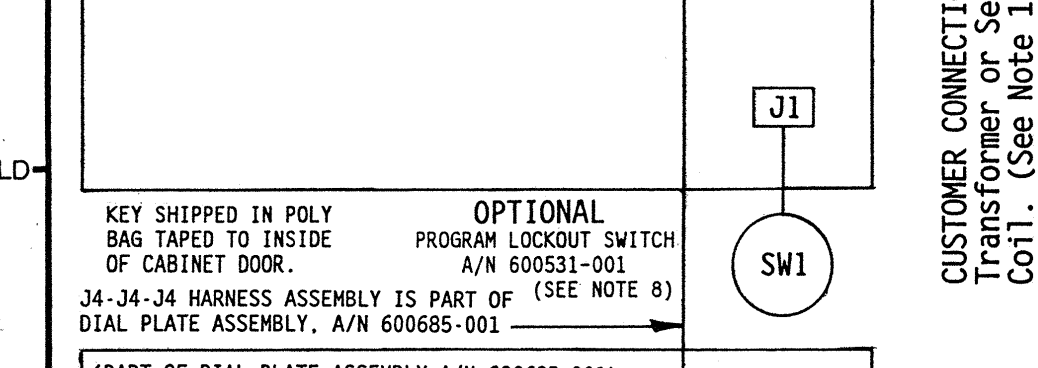 J1
LD
KEY SHIPPED IN POLY
BAG TAPED TO INSIDE
OF CABINET DOOR.
OPTIONAL
PROGRAM LOCKOUT SWITCH
A/N 600531-001
(SEE NOTE 8)
SW1
J4-J4-J4 HARNESS ASSEMBLY IS PART OF
DIAL PLATE ASSEMBLY, A/N 600685-001
CUSTOMER CONNECTI
Transformer or Se
Coil. (See Note 1